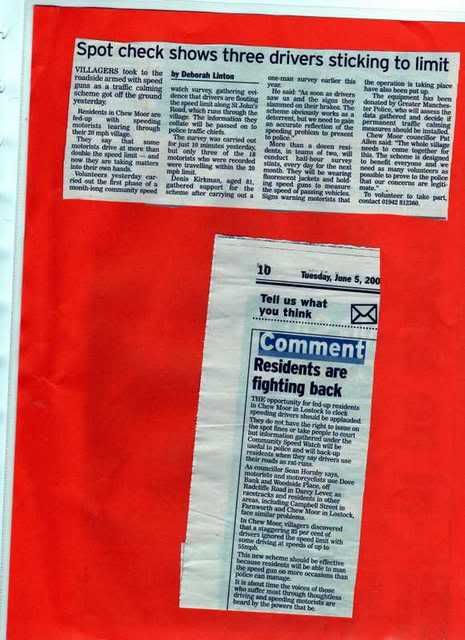 Spot check shows three drivers sticking to limit
VILLAGERS took to the
roadside armed with speed
guns as a traffic calming
scheme got off the ground
yesterday.
Residents in Chew Moor are
fed-up with speeding
motorists tearing through
their 20 mph village.
They say that some
motorists drive at more than
double the speed limit — and
now they are taking matters
into their own hands.
Volunteers yesterday car-
ried out the first phase of a
month-long community speed
by Deborah Linton
watch survey, gathering evi-
dence that drivers are flouting
the speed limit along St John's
Road, which runs through the
village. The information they
collate will be passed on to
police traffic chiefs.
The survey was carried out
for just 10 minutes yesterday,
but only three of the 18
motorists who were recorded
were travelling within the 20
mph limit.
Denis Kirkman, aged 81,
gathered support for the
scheme after carrying out a
one-man survey earlier this
year.
He said: "As soon as drivers
saw us and the signs they
slammed on their brakes. The
scheme obviously works as a
deterrent, but we need to gain
an accurate reflection of the
speeding problem to present
to police."
More than a dozen resi-
dents, in teams of two, will
conduct half-hour survey
stints, every day for the next
month. They will be wearing
fluorescent jackets and hold-
ing speed guns to measure
the speed of passing vehicles.
Signs warning motorists that
the operation is taking place
have also been put up.
The equipment has been
donated by Greater Manches-
ter Police, who will assess the
data gathered and decide if
permanent traffic calming
measures should be installed.
Chew Moor councillor Pat
Allen said: "The whole village
needs to come together for
this. The scheme is designed
to benefit everyone and we
need as many volunteers as
possible to prove to the police
that our concerns are legiti-
mate."
To volunteer to take part,
contact 01942 812360.
10
Tuesday, June 5, 200
Tell us what
you think
Comment
Residents are
fighting back
THE opportunity for fed-up residents
in Chew Moor in Lostock to clock
speeding drivers should be applauded.
They do not have the right to issue on
the spot fines or take people to court
but information gathered under the
Community Speed Watch will be
useful to police and will back-up
residents when they say drivers use
their roads as rat-runs.
As councillor Sean Hornby says,
motorists and motorcyclists use Dove
Bank and Woodside Place, off
Radcliffe Road in Darcy Lever, as
racetracks and residents in other
areas, including Campbell Street in
Farnworth and Chew Moor in Lostock,
face similar problems.
In Chew Moor, villagers discovered
that a staggering 83 per cent of
drivers ignored the speed limit with
some driving at speeds of up to
55mph.
This new scheme should be effective
because residents will be able to man
the speed gun on more occasions than
police can manage.
It is about time the voices of those
who suffer most through thoughtless
driving and speeding motorists are
heard by the powers that be.